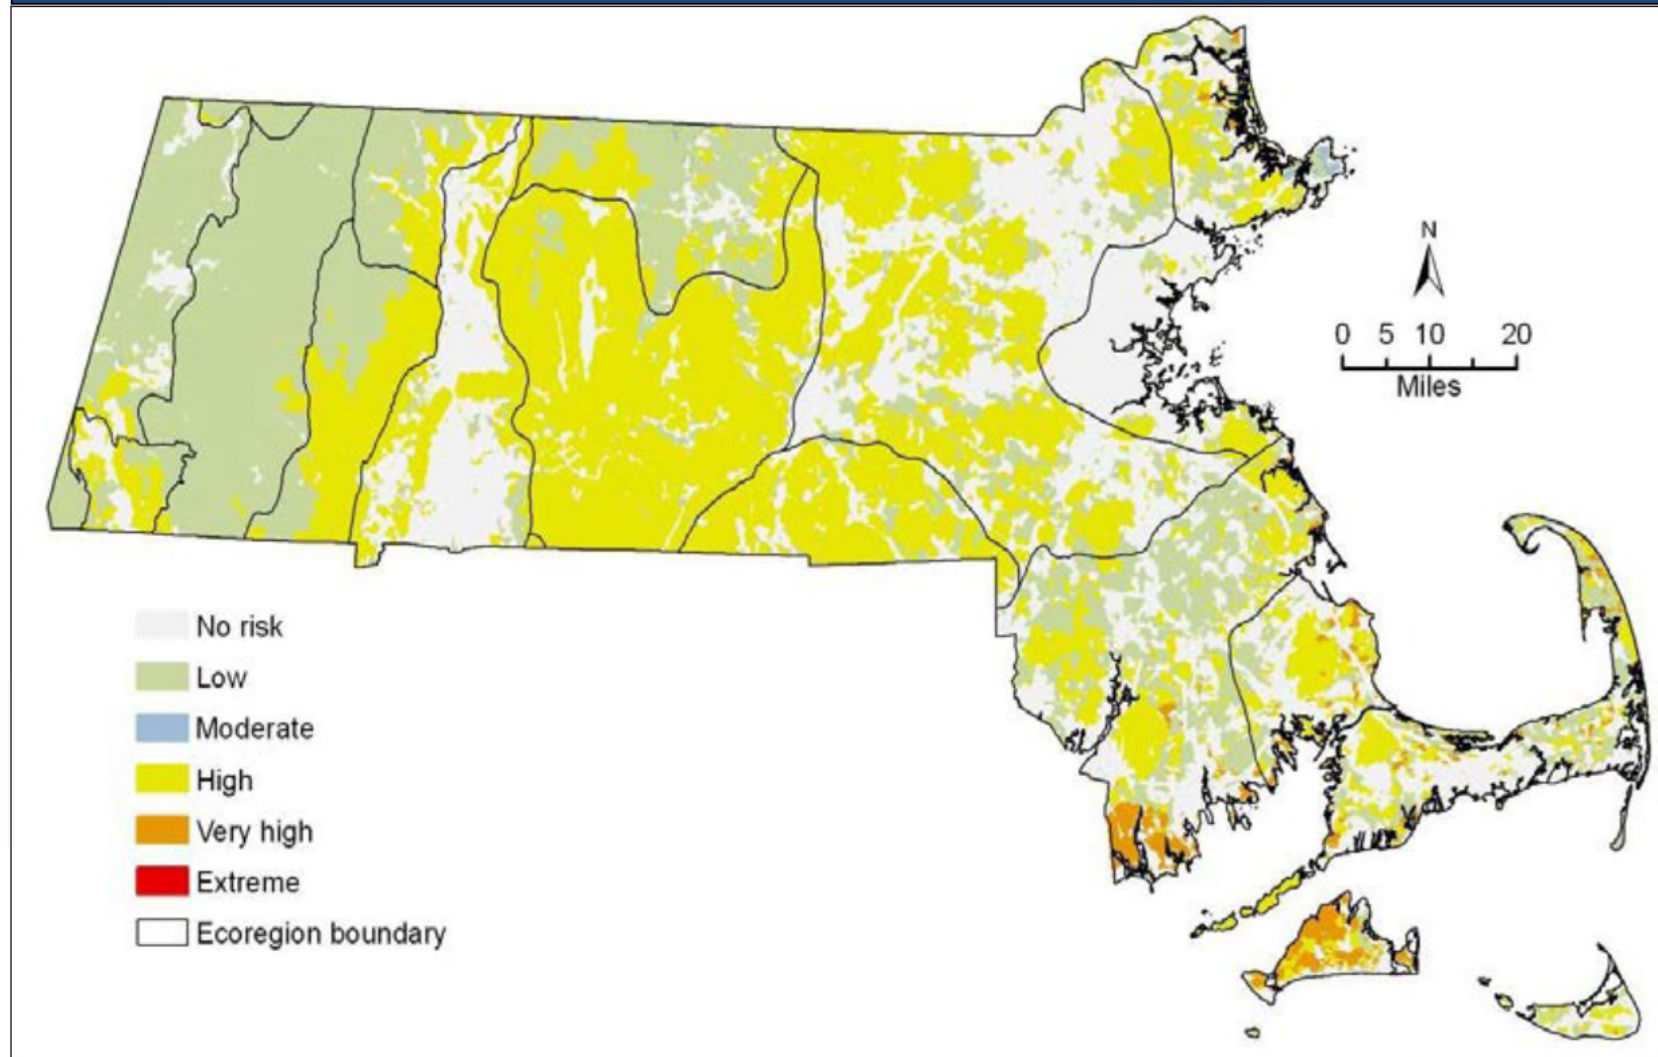 N
0 5 10 20
Miles
No risk
Low
Moderate
High
Very high
Extreme
Ecoregion boundary